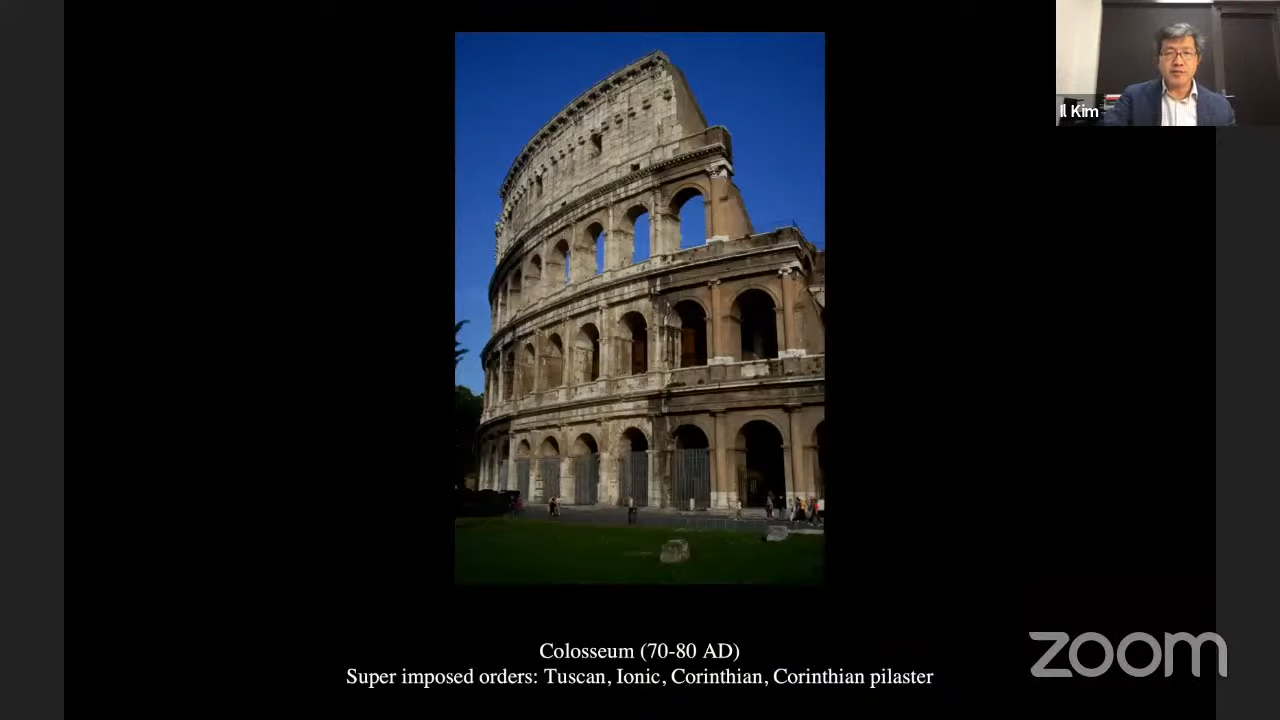 Il Kim
Colosseum (70-80 AD)
Super imposed orders: Tuscan, Ionic, Corinthian, Corinthian pilaster
zoom